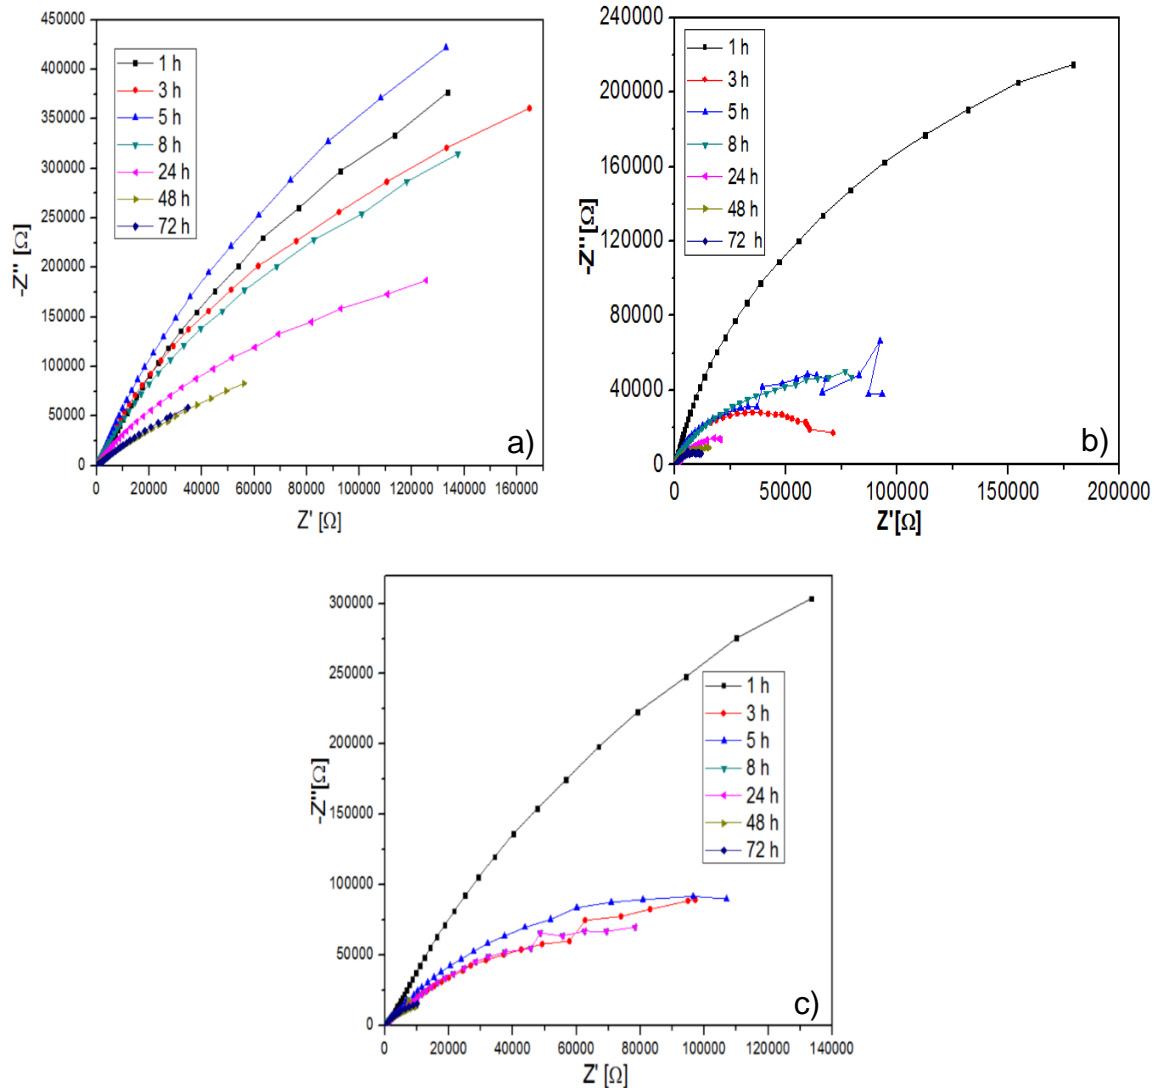 450000
400000
350000
300000
250000
200000
150000
100000
50000
0
-Z'' [Ω]
1 h
3 h
5 h
8 h
24 h
48 h
72 h
a)
0 20000 40000 60000 80000 100000 120000 140000 160000
Z' [Ω]
240000
200000
160000
120000
80000
40000
0
-Z'' [Ω]
1 h
3 h
5 h
8 h
24 h
48 h
72 h
b)
0 50000 100000 150000 200000
Z'[Ω]
300000
250000
200000
150000
100000
50000
0
-Z''[Ω]
1 h
3 h
5 h
8 h
24 h
48 h
72 h
c)
0 20000 40000 60000 80000 100000 120000 140000
Z' [Ω]